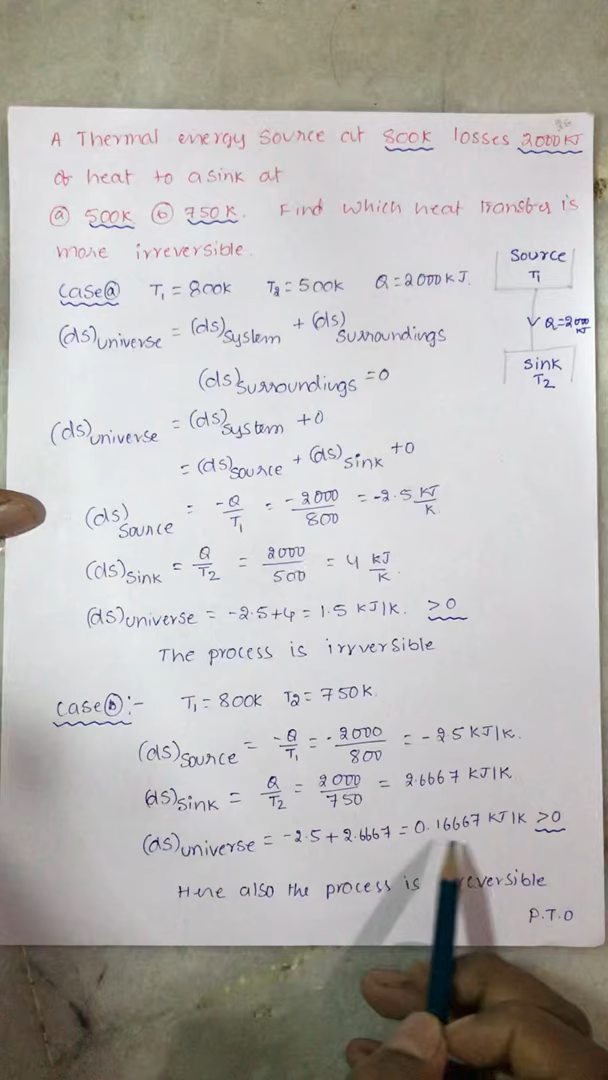 36
A Thermal energy source at 800K losses 2000KJ
of heat to a sink at
ⓐ 500K ⓑ 750K. Find which heat transfer is
more irreversible.
Case ⓐ T₁ = 800K T₂ = 500K Q = 2000KJ.
Source
T₁
Q = 2000 KJ
Sink
T₂
(ds)universe = (ds)system + (ds)surroundings
(ds)surroundings = 0
(ds)universe = (ds)system + 0
= (ds)source + (ds)sink + 0
(ds)source = -Q/T₁ = -2000/800 = -2.5 KJ/K
(ds)sink = Q/T₂ = 2000/500 = 4 KJ/K.
(ds)universe = -2.5+4 = 1.5 KJ/K. >0
The process is irrversible
Case ⓑ:- T₁ = 800K T₂ = 750K.
(ds)source = -Q/T₁ = -2000/800 = -2.5 KJ/K.
(ds)sink = Q/T₂ = 2000/750 = 2.6667 KJ/K
(ds)universe = -2.5 + 2.6667 = 0.16667 KJ/K >0
Here also the process is irreversible
P.T.O